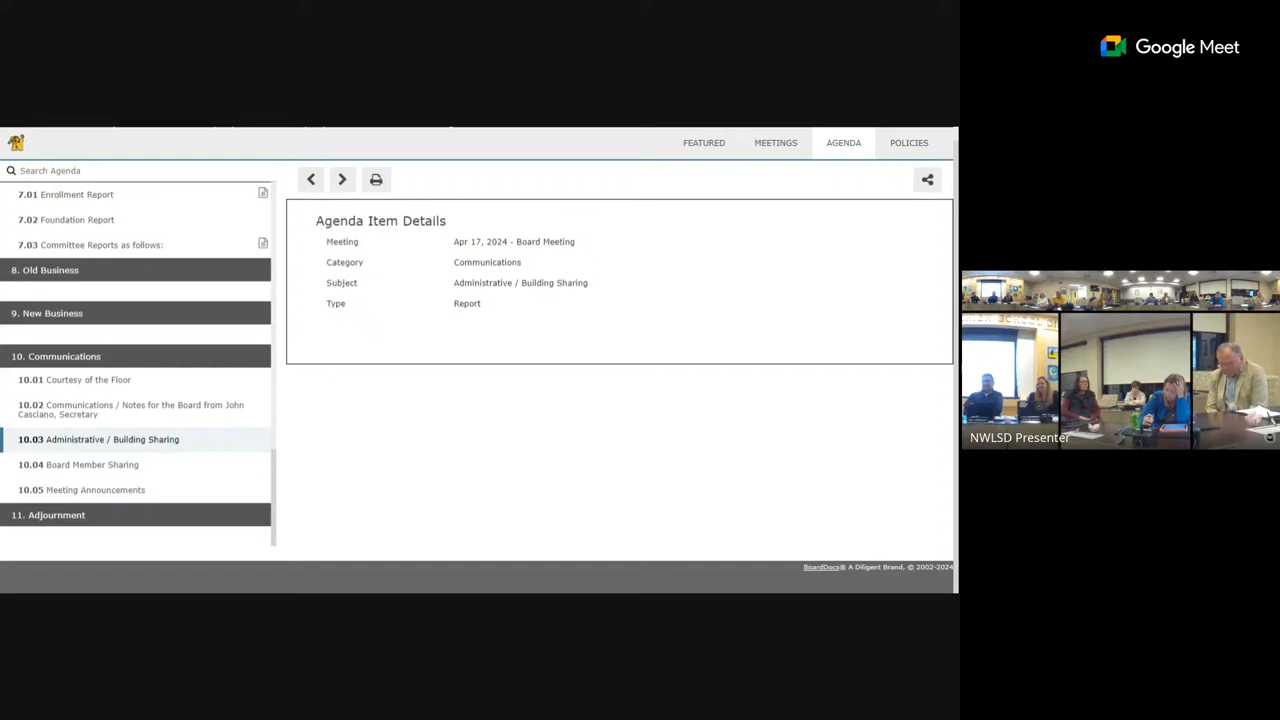 Google Meet
FEATURED
MEETINGS
AGENDA
POLICIES
Search Agenda
7.01 Enrollment Report
7.02 Foundation Report
7.03 Committee Reports as follows:
8. Old Business
9. New Business
10. Communications
10.01 Courtesy of the Floor
10.02 Communications / Notes for the Board from John
Casciano, Secretary
10.03 Administrative / Building Sharing
10.04 Board Member Sharing
10.05 Meeting Announcements
11. Adjournment
Agenda Item Details
Meeting Apr 17, 2024 - Board Meeting
Category Communications
Subject Administrative / Building Sharing
Type Report
BoardDocs® A Diligent Brand, © 2002-2024
SCHOOL
NWLSD Presenter